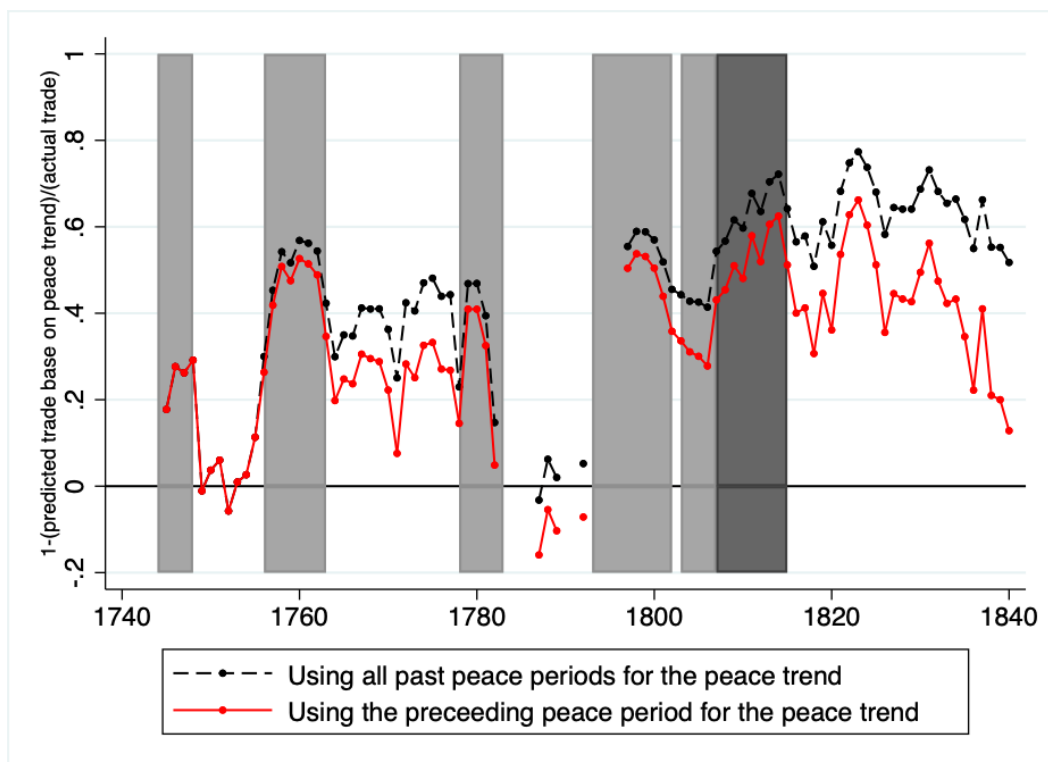 1-(predicted trade base on peace trend)/(actual trade)
1
.8
.6
.4
.2
0
-.2
1740 1760 1780 1800 1820 1840
Using all past peace periods for the peace trend
Using the preceeding peace period for the peace trend